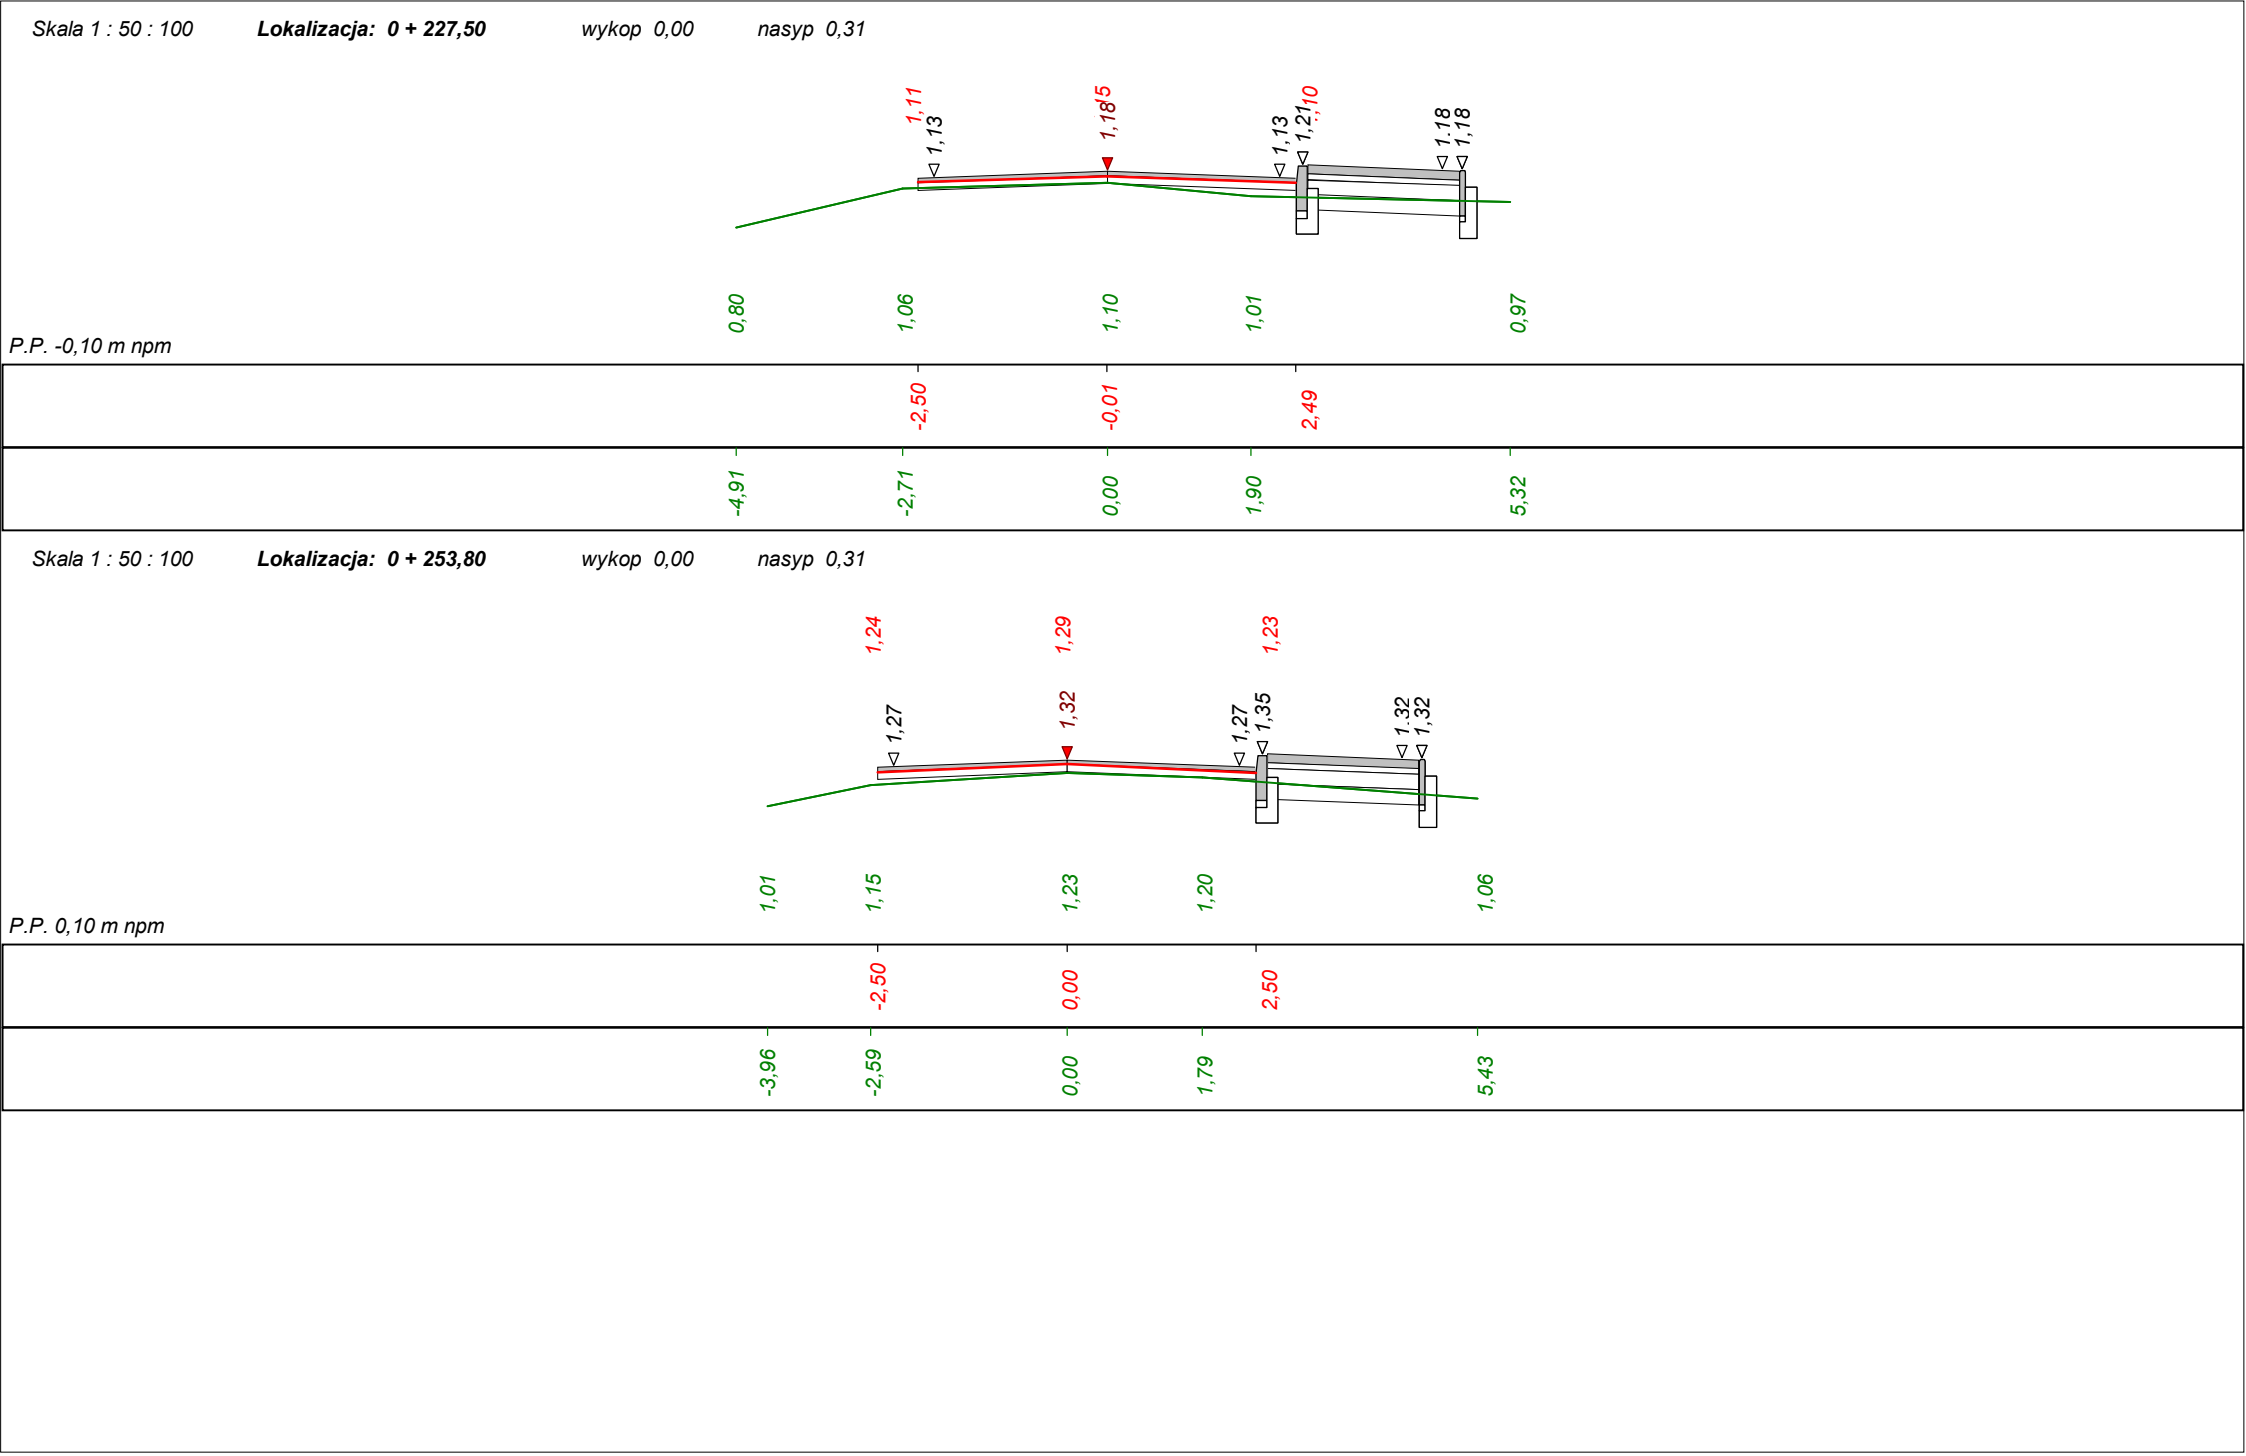 Skala 1 : 50 : 100 Lokalizacja: 0 + 227,50 wykop 0,00 nasyp 0,31
1,11 1,13 1,18 1,13 1,21 1.18 1,18
0,80 1,06 1,10 1,01 0,97
P.P. -0,10 m npm
-2,50 -0,01 2,49
-4,91 -2,71 0,00 1,90 5,32
Skala 1 : 50 : 100 Lokalizacja: 0 + 253,80 wykop 0,00 nasyp 0,31
1,24 1,29 1,23
1,27 1,32 1,27 1,35 1.32 1,32
1,01 1,15 1,23 1,20 1,06
P.P. 0,10 m npm
-2,50 0,00 2,50
-3,96 -2,59 0,00 1,79 5,43